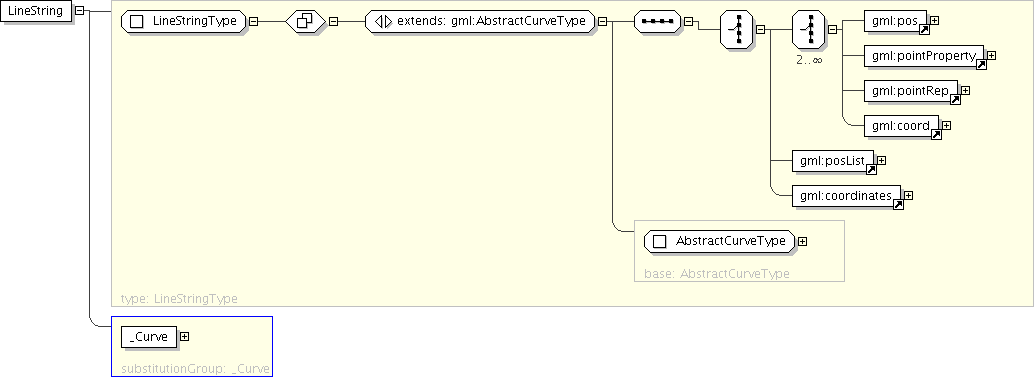 LineString
LineStringType
extends: gml:AbstractCurveType
2..∞
gml:pos
gml:pointProperty
gml:pointRep
gml:coord
gml:posList
gml:coordinates
AbstractCurveType
base: AbstractCurveType
type: LineStringType
_Curve
substitutionGroup: _Curve